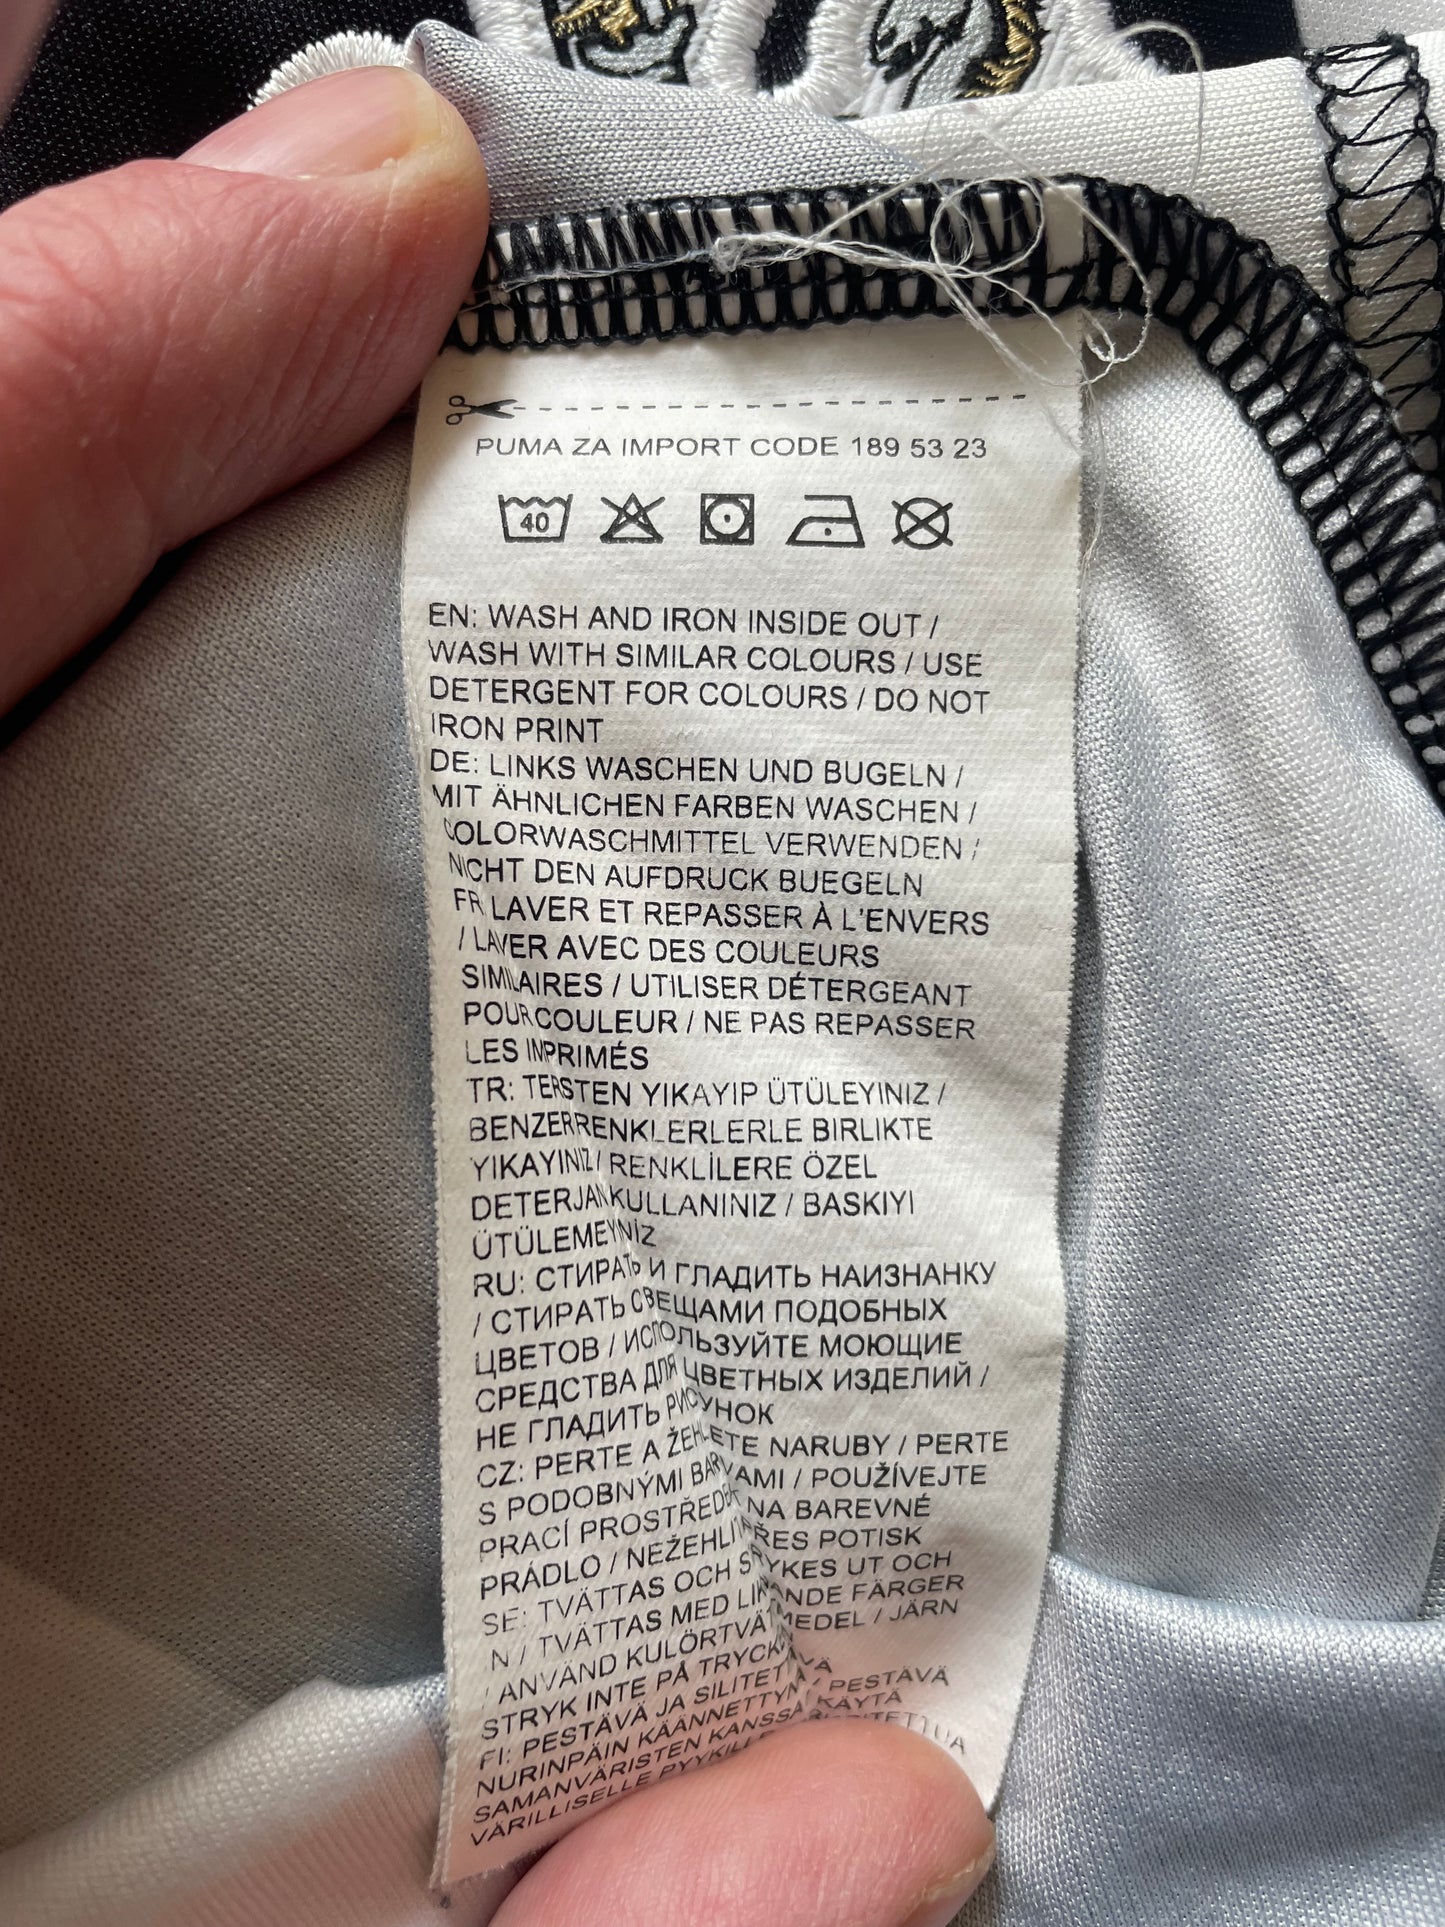 PUMA ZA IMPORT CODE 189 53 23
40
EN: WASH AND IRON INSIDE OUT /
WASH WITH SIMILAR COLOURS / USE
DETERGENT FOR COLOURS / DO NOT
IRON PRINT
DE: LINKS WASCHEN UND BUGELN /
MIT ÄHNLICHEN FARBEN WASCHEN /
COLORWASCHMITTEL VERWENDEN /
NICHT DEN AUFDRUCK BUEGELN
FR LAVER ET REPASSER À L'ENVERS
/ LAVER AVEC DES COULEURS
SIMILAIRES / UTILISER DÉTERGEANT
POUR COULEUR / NE PAS REPASSER
LES IMPRIMÉS
TR: TERSTEN YIKAYIP ÜTÜLEYINIZ /
BENZER RENKLERLERLE BIRLIKTE
YIKAYINIZ / RENKLİLERE ÖZEL
DETERJAN KULLANINIZ / BASKIYI
ÜTÜLEMEYINIZ
RU: СТИРАТЬ И ГЛАДИТЬ НАИЗНАНКУ
/ СТИРАТЬ С ВЕЩАМИ ПОДОБНЫХ
ЦВЕТОВ / ИСПОЛЬЗУЙТЕ МОЮЩИЕ
СРЕДСТВА ДЛЯ ЦВЕТНЫХ ИЗДЕЛИЙ /
НЕ ГЛАДИТЬ РИСУНОК
CZ: PERTE A ŽEHLETE NARUBY / PERTE
S PODOBNÝMI BARVAMI / POUŽÍVEJTE
PRACÍ PROSTŘEDEK NA BAREVNÉ
PRÁDLO / NEŽEHLIT PŘES POTISK
SE: TVÄTTAS OCH STRYKES UT OCH
N / TVÄTTAS MED LIKNANDE FÄRGER
/ ANVÄND KULÖRTVÄTTMEDEL / JÄRN
STRYK INTE PÅ TRYCK
FI: PESTÄVÄ JA SILITETTÄVÄ
NURINPÄIN KÄÄNNETTYNÄ / PESTÄVÄ
SAMANVÄRISTEN KANSSA / KÄYTÄ
VÄRILLISELLE